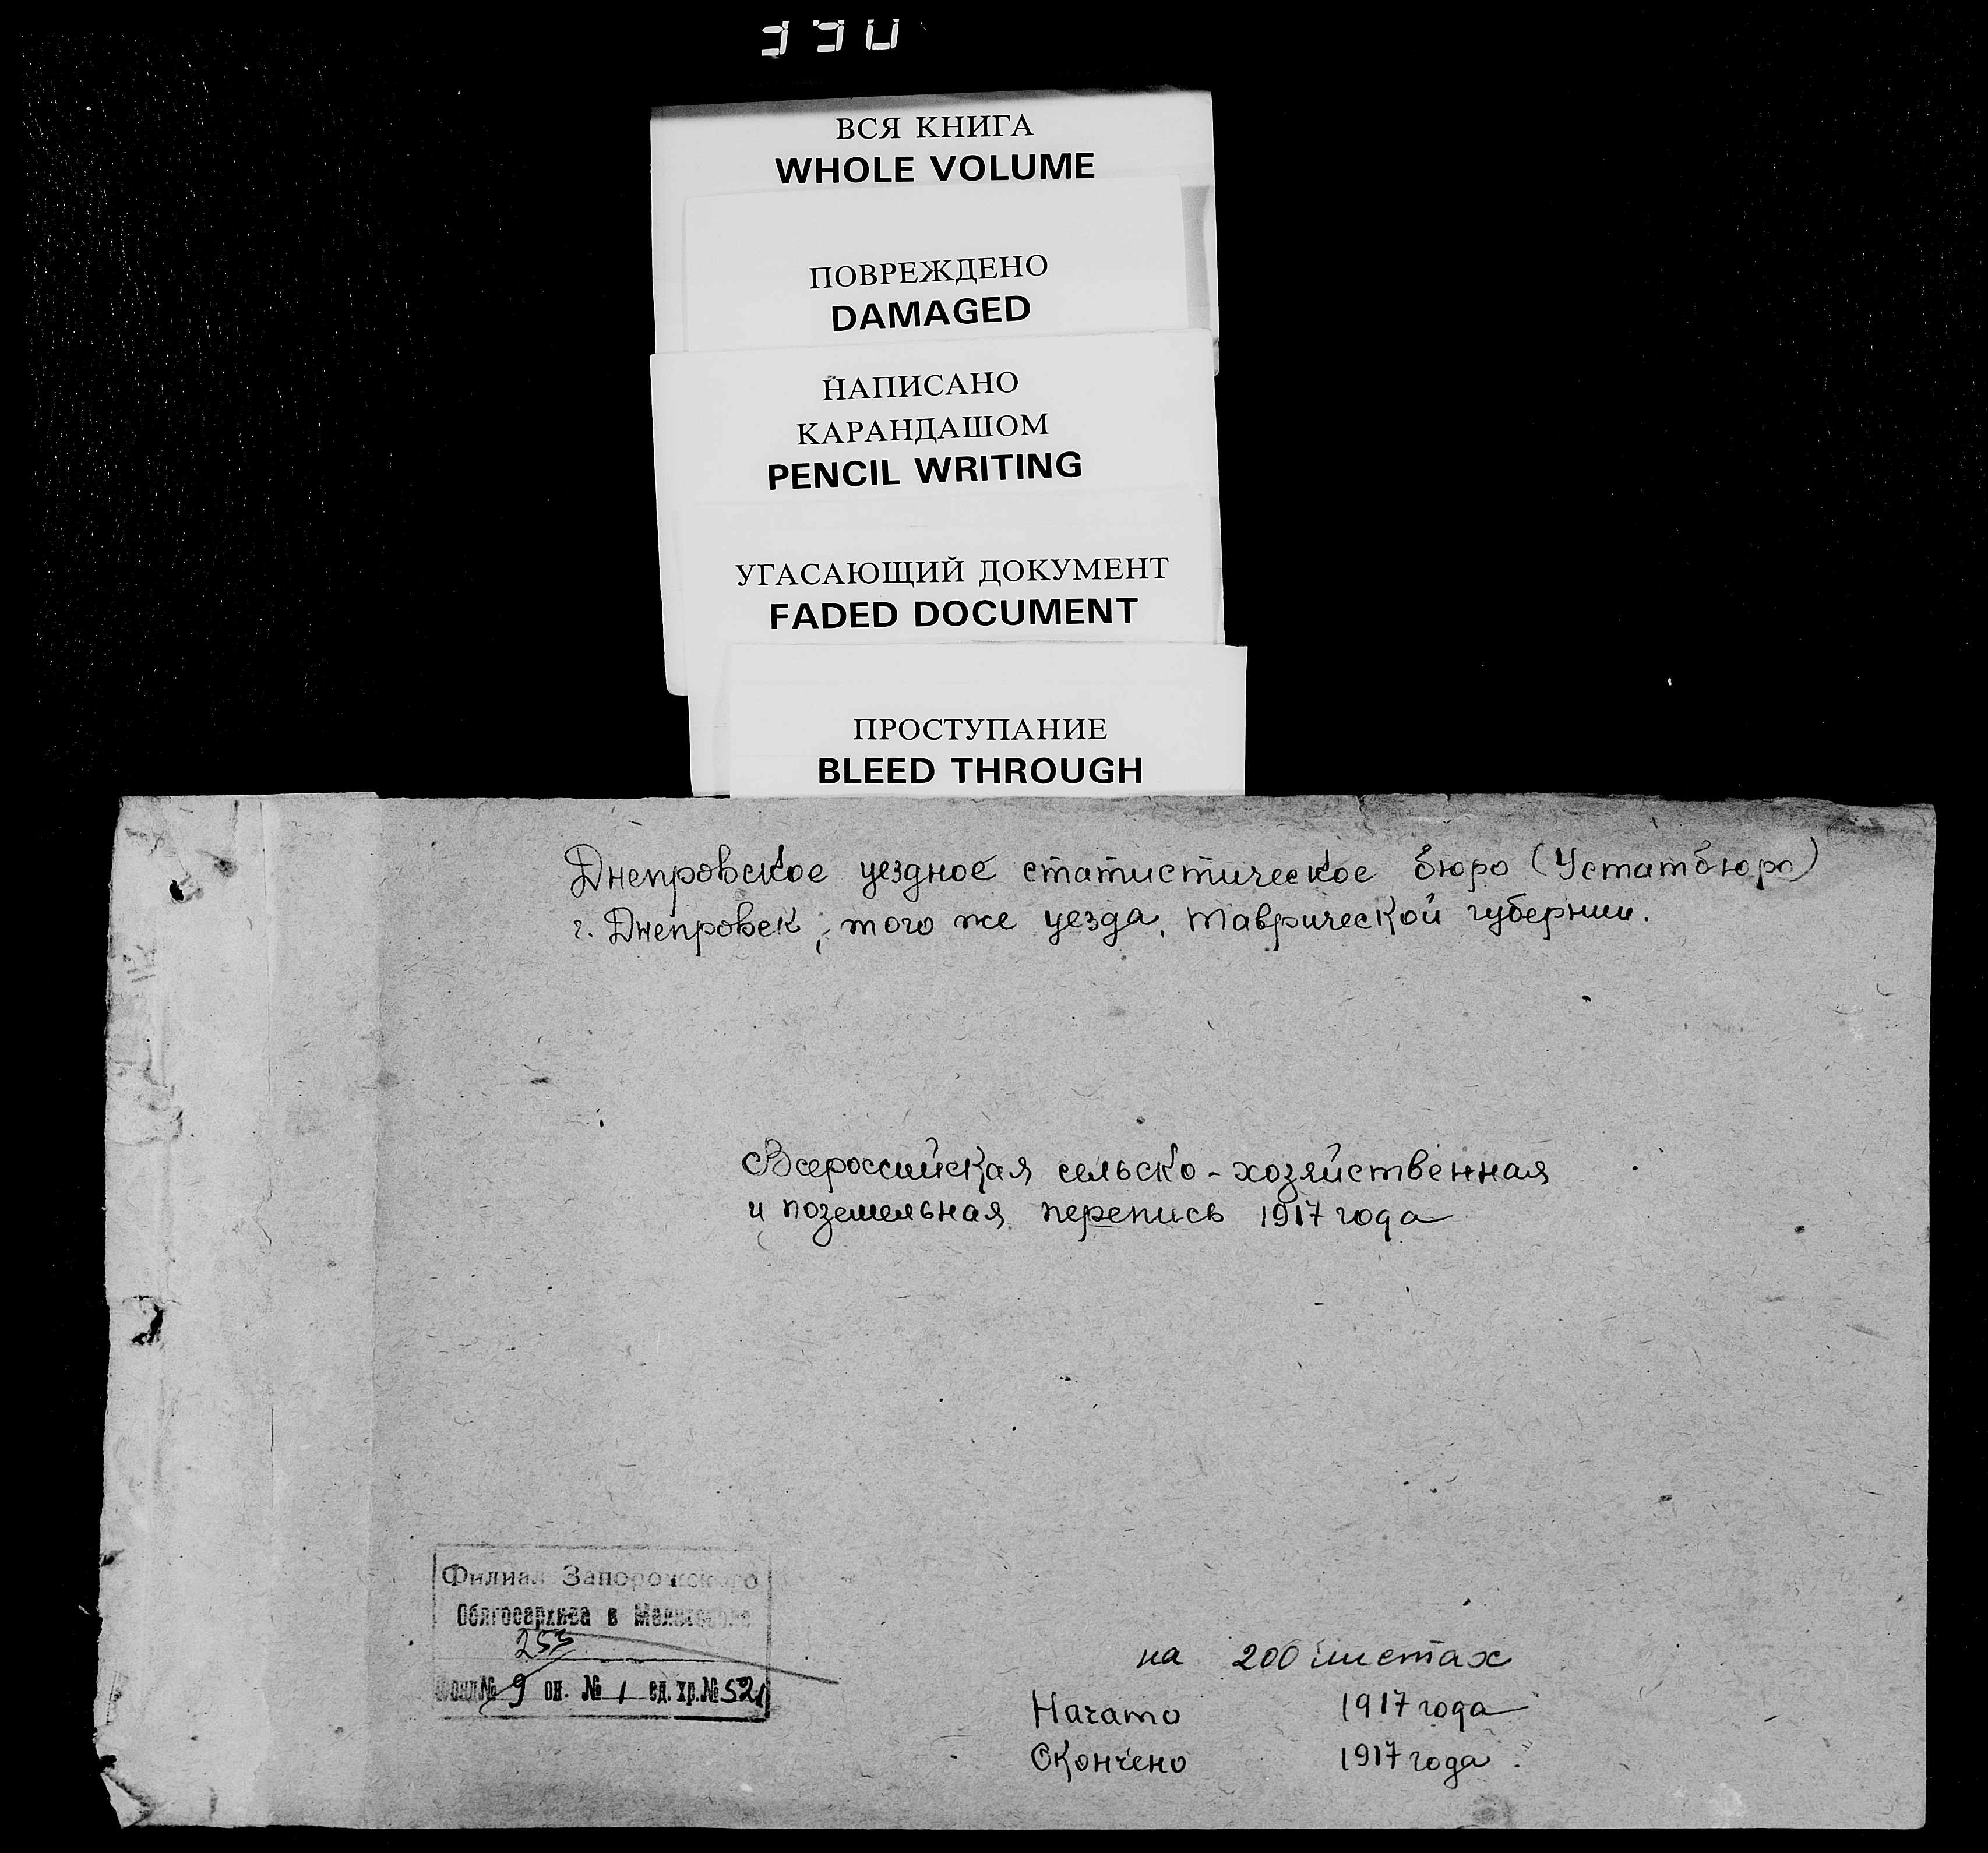 390
ВСЯ КНИГА
WHOLE VOLUME
ПОВРЕЖДЕНО
DAMAGED
НАПИСАНО
КАРАНДАШОМ
PENCIL WRITING
УГАСАЮЩИЙ ДОКУМЕНТ
FADED DOCUMENT
ПРОСТУПАНИЕ
BLEED THROUGH
Днепровское уездное статистическое бюро (Устатбюро)
г. Днепровск, того же уезда, Таврической губернии.
Всероссийская сельско-хозяйственная
и поземельная перепись 1917 года
Филиал Запорожского
Облгосархива в Мелитополе
253
Фонд № 9 оп. № 1 ед. хр. № 521
на 200 листах
Начато 1917 года
Окончено 1917 года.